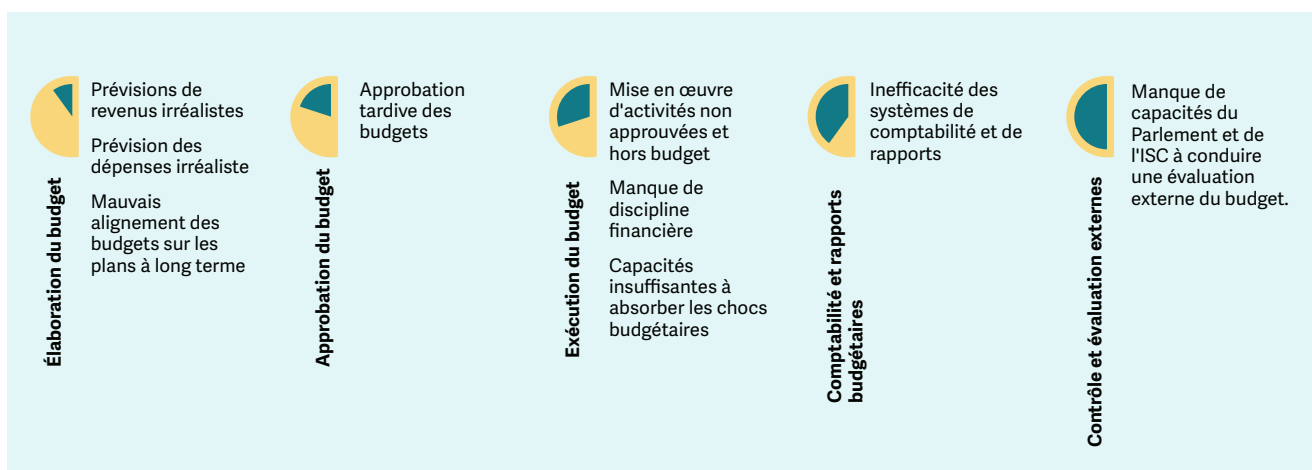 Élaboration du budget
Prévisions de
revenus irréalistes
Prévision des
dépenses irréaliste
Mauvais
alignement des
budgets sur les
plans à long terme
Approbation du budget
Approbation
tardive des
budgets
Exécution du budget
Mise en œuvre
d'activités non
approuvées et
hors budget
Manque de
discipline
financière
Capacités
insuffisantes à
absorber les chocs
budgétaires
Comptabilité et rapports
budgétaires
Inefficacité des
systèmes de
comptabilité et de
rapports
Contrôle et évaluation externes
Manque de
capacités du
Parlement et de
l'ISC à conduire
une évaluation
externe du budget.